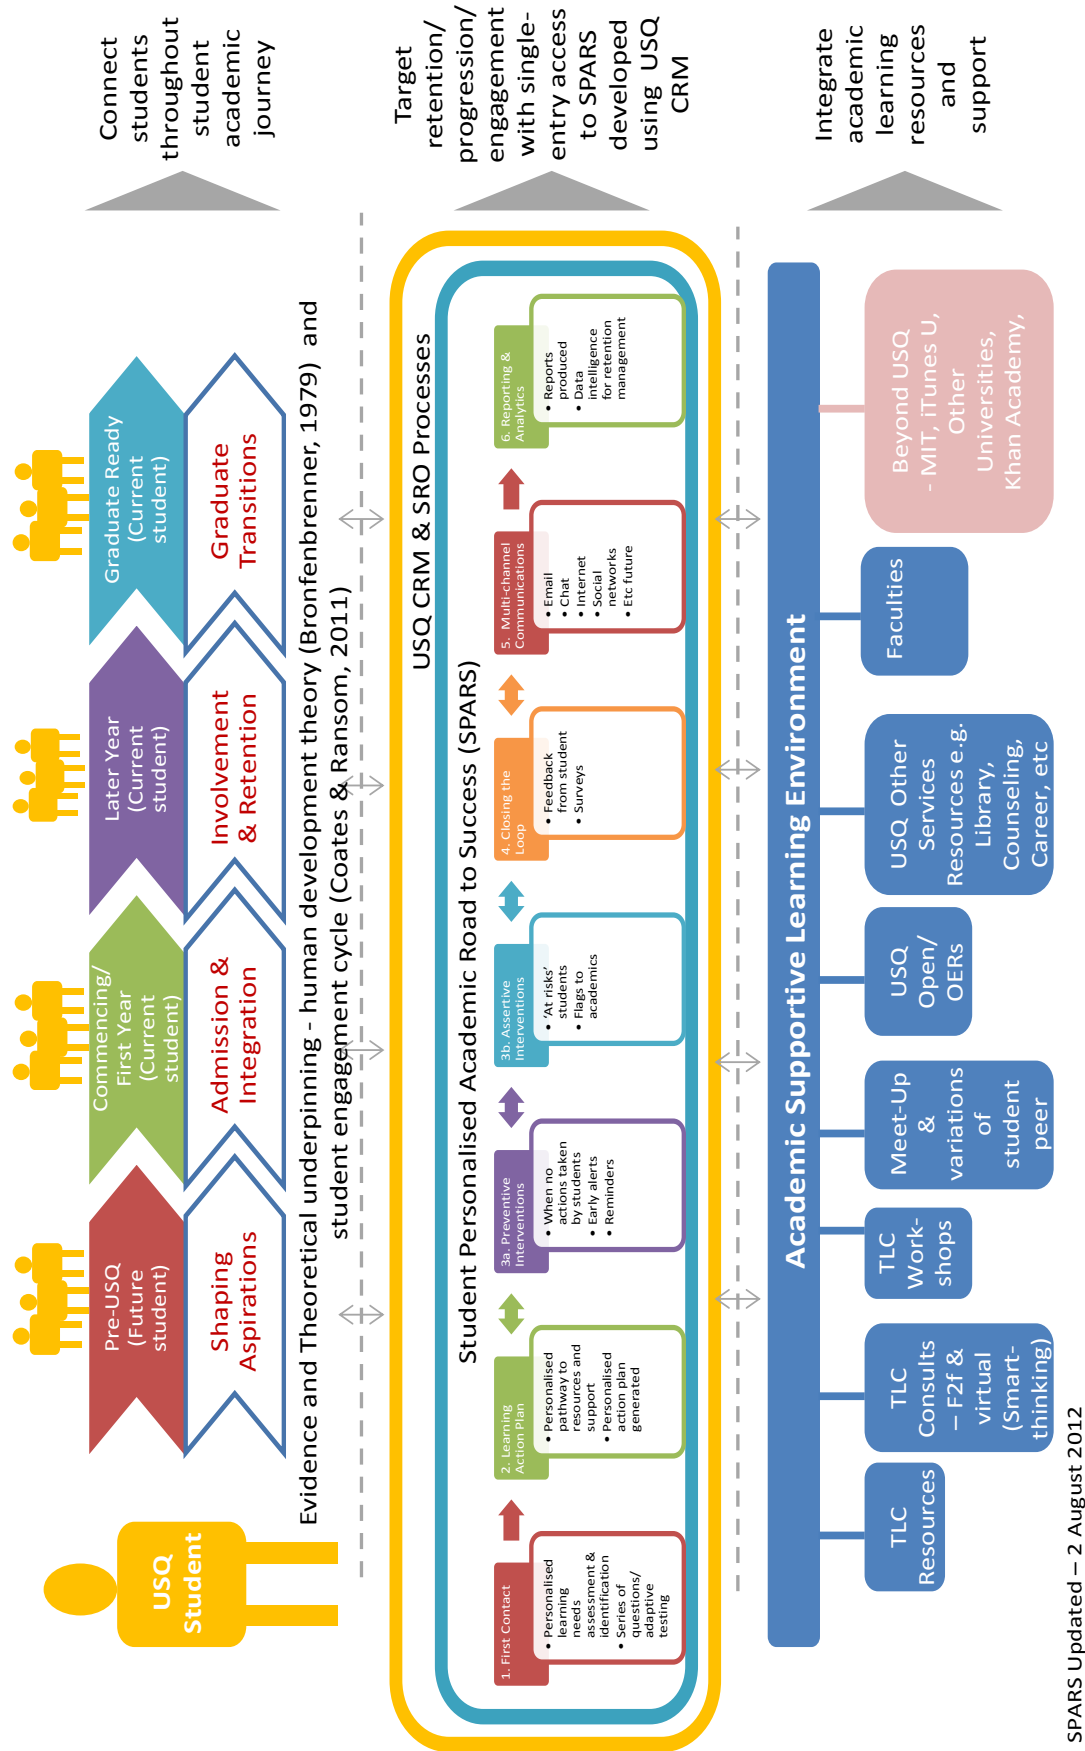 USQ
Student
Pre-USQ
(Future
student)
Commencing/
First Year
(Current
student)
Later Year
(Current
student)
Graduate Ready
(Current
student)
Connect
students
throughout
student
academic
journey
Shaping
Aspirations
Admission &
Integration
Involvement
& Retention
Graduate
Transitions
Evidence and Theoretical underpinning - human development theory (Bronfenbrenner, 1979) and
student engagement cycle (Coates & Ransom, 2011)
USQ CRM & SRO Processes
Student Personalised Academic Road to Success (SPARS)
1. First Contact
• Personalised
learning
needs
assessment &
identification
• Series of
questions/
adaptive
testing
2. Learning
Action Plan
• Personalised
pathway to
resources and
support
• Personalised
action plan
generated
3a. Preventive
Interventions
• When no
actions taken
by students
• Early alerts
• Reminders
3b. Assertive
Interventions
• 'At risks'
students
• Flags to
academics
4. Closing the
Loop
• Feedback
from student
• Surveys
5. Multi-channel
Communications
• Email
• Chat
• Internet
• Social
networks
• Etc future
6. Reporting &
Analytics
• Reports
produced
• Data
intelligence
for retention
management
Target
retention/
progression/
engagement
with single-
entry access
to SPARS
developed
using USQ
CRM
Academic Supportive Learning Environment
TLC
Resources
TLC
Consults
– F2f &
virtual
(Smart-
thinking)
TLC
Work-
shops
Meet-Up
&
variations
of
student
peer
USQ
Open/
OERs
USQ Other
Services
Resources e.g.
Library,
Counseling,
Career, etc
Faculties
Beyond USQ
- MIT, iTunes U,
Other
Universities,
Khan Academy,
Integrate
academic
learning
resources
and
support
SPARS Updated – 2 August 2012